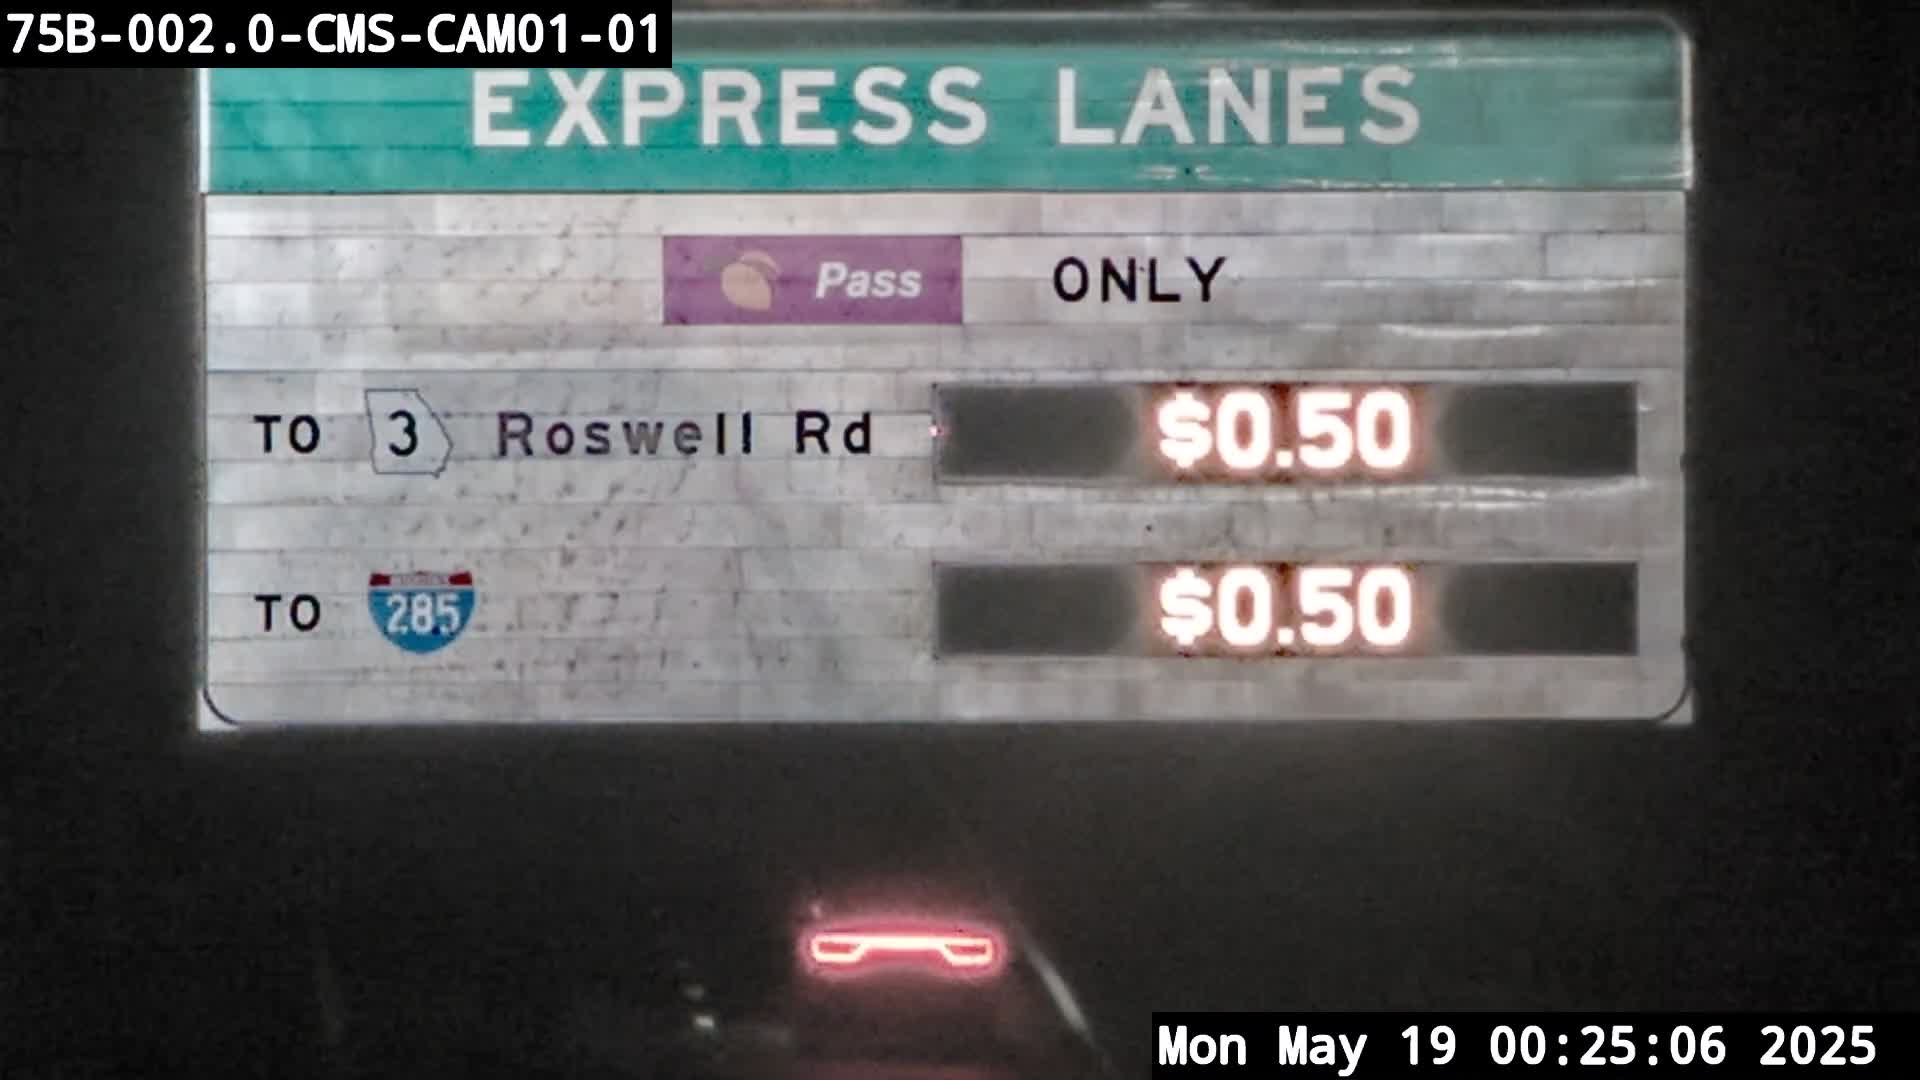 75B-002.0-CMS-CAM01-01
EXPRESS LANES
Pass ONLY
TO 3 Roswell Rd $0.50
TO 285 $0.50
Mon May 19 00:25:06 2025